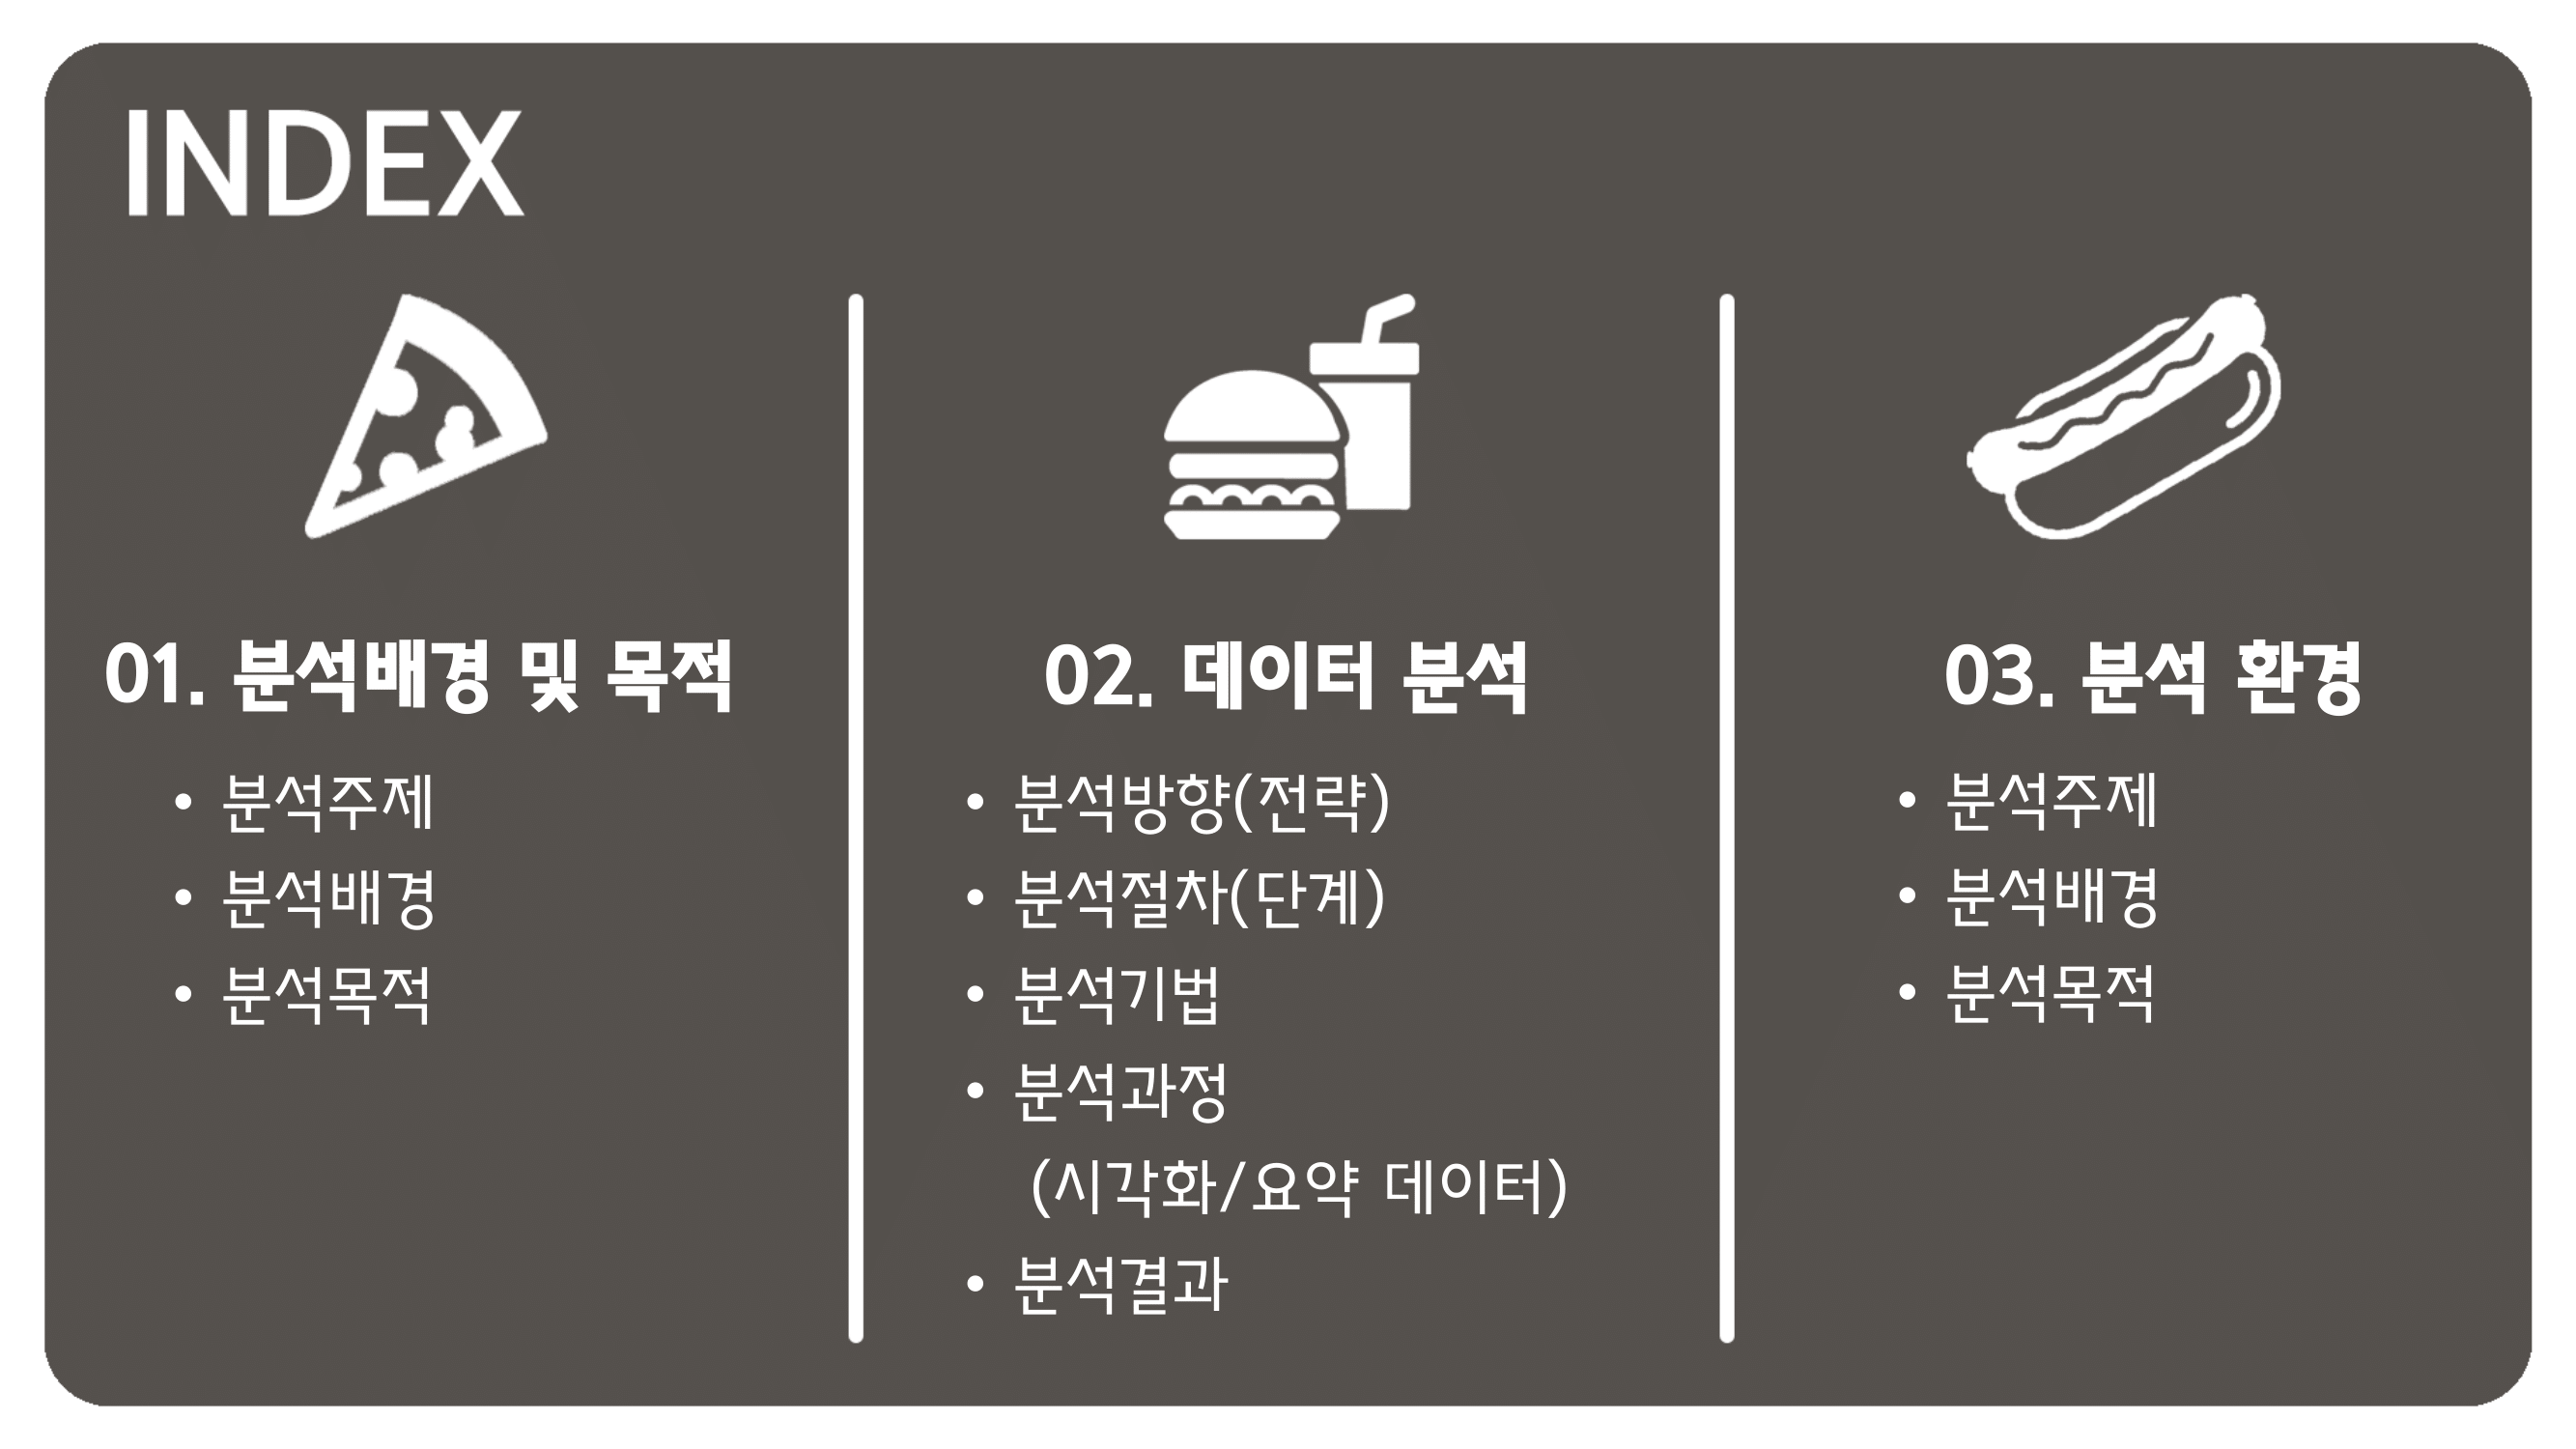 INDEX
01. 분석배경 및 목적
• 분석주제
• 분석배경
• 분석목적
02. 데이터 분석
• 분석방향(전략)
• 분석절차(단계)
• 분석기법
• 분석과정
(시각화/요약 데이터)
• 분석결과
03. 분석 환경
• 분석주제
• 분석배경
• 분석목적